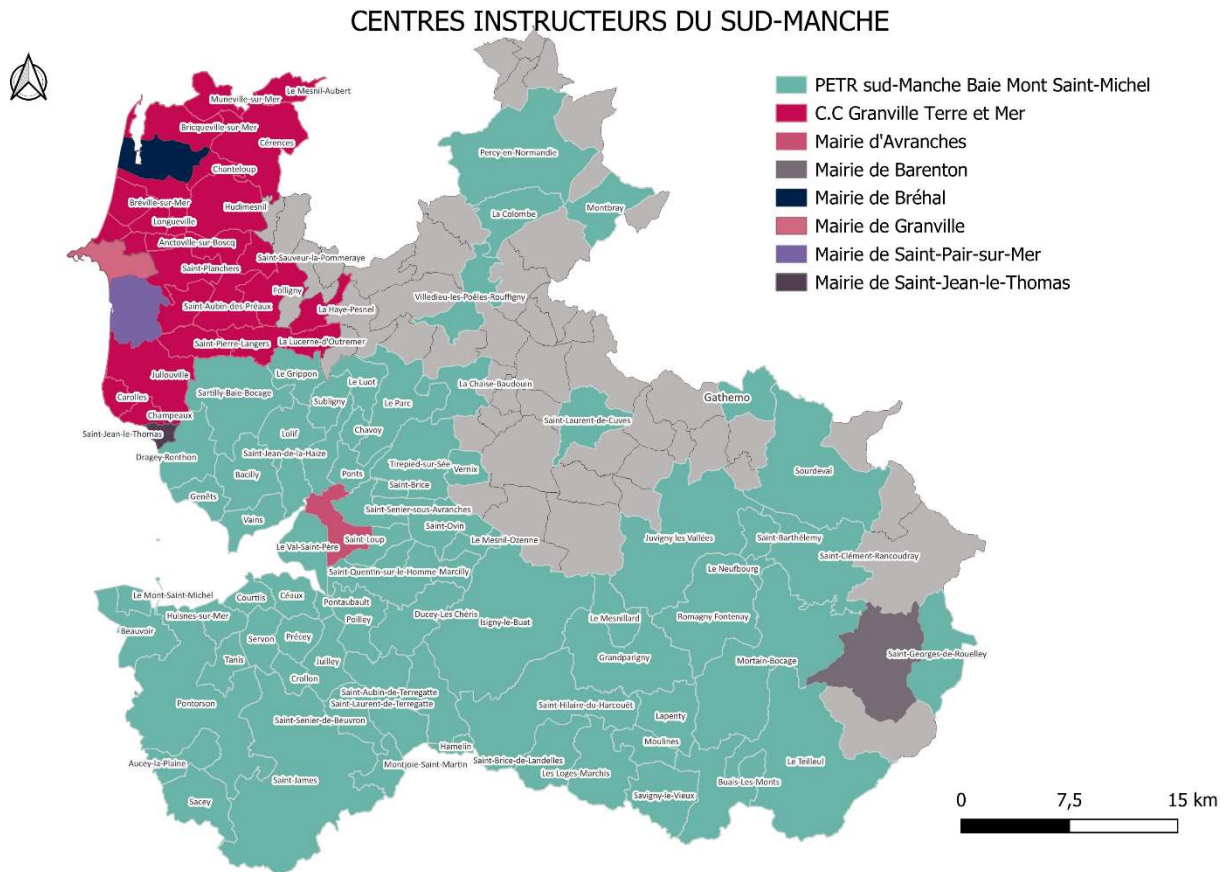 CENTRES INSTRUCTEURS DU SUD-MANCHE
PETR sud-Manche Baie Mont Saint-Michel
C.C Granville Terre et Mer
Mairie d'Avranches
Mairie de Barenton
Mairie de Bréhal
Mairie de Granville
Mairie de Saint-Pair-sur-Mer
Mairie de Saint-Jean-le-Thomas
Le Mesnil-Aubert
Muneville-sur-Mer
Bricqueville-sur-Mer
Cérences
Chanteloup
Bréville-sur-Mer
Hudimesnil
Longueville
Anctoville-sur-Boscq
Saint-Sauveur-la-Pommeraye
Saint-Planchers
Folligny
Saint-Aubin-des-Préaux
La Haye-Pesnel
Saint-Pierre-Langers
La Lucerne-d'Outremer
Jullouville
Carolles
Champeaux
Saint-Jean-le-Thomas
Percy-en-Normandie
La Colombe
Montbray
Villedieu-les-Poêles-Rouffigny
Le Grippon
Le Luot
La Chaise-Baudouin
Sartilly-Baie-Bocage
Subligny
Le Parc
Saint-Laurent-de-Cuves
Gathemo
Lolif
Chavoy
Dragey-Ronthon
Saint-Jean-de-la-Haize
Tirepied-sur-Sée
Vernix
Sourdeval
Bacilly
Ponts
Saint-Brice
Genêts
Saint-Senier-sous-Avranches
Vains
Saint-Ovin
Saint-Loup
Le Val-Saint-Père
Le Mesnil-Ozenne
Juvigny les Vallées
Saint-Barthélemy
Saint-Clément-Rancoudray
Saint-Quentin-sur-le-Homme
Marcilly
Le Neufbourg
Le Mont-Saint-Michel
Courtils
Céaux
Pontaubault
Huisnes-sur-Mer
Ducey-Les Chéris
Poilley
Isigny-le-Buat
Le Mesnillard
Romagny Fontenay
Beauvoir
Servon
Précey
Tanis
Juilley
Grandparigny
Mortain-Bocage
Saint-Georges-de-Rouelley
Crollon
Saint-Aubin-de-Terregatte
Pontorson
Saint-Laurent-de-Terregatte
Saint-Hilaire-du-Harcouët
Saint-Senier-de-Beuvron
Lapenty
Moulines
Hamelin
Aucey-la-Plaine
Montjoie-Saint-Martin
Saint-Brice-de-Landelles
Le Teilleul
Les Loges-Marchis
Saint-James
Buais-Les-Monts
Savigny-le-Vieux
Sacey
0 7,5 15 km